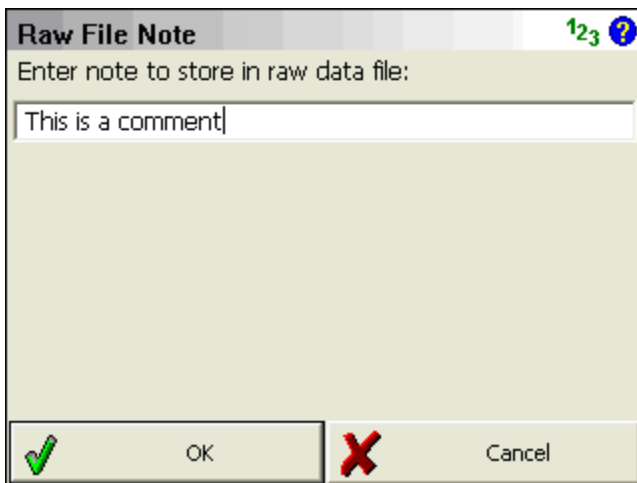 Raw File Note 123 ?
Enter note to store in raw data file:
This is a comment
OK Cancel